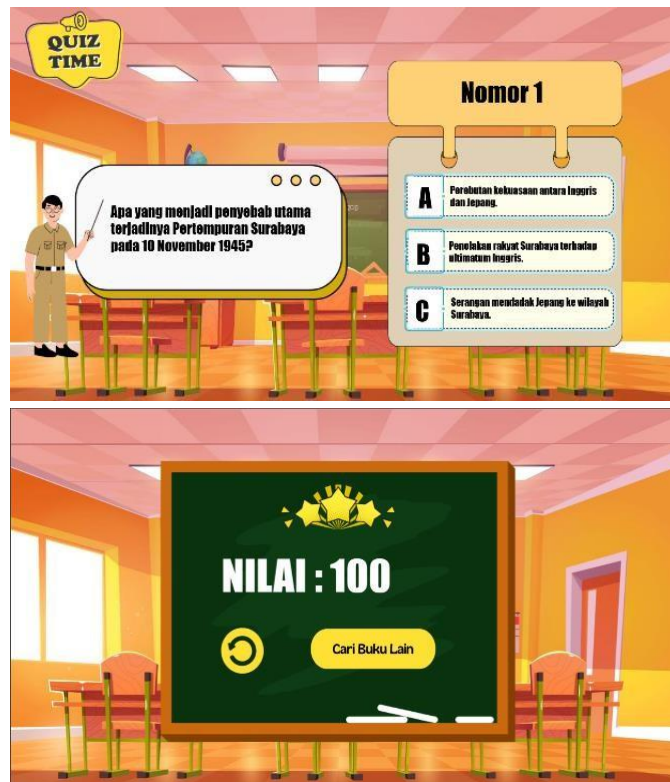 QUIZ
TIME
Nomor 1
Apa yang menjadi penyebab utama
terjadinya Pertempuran Surabaya
pada 10 November 1945?
A
Perebutan kekuasaan antara Inggris
dan Jepang.
B
Penolakan rakyat Surabaya terhadap
ultimatum Inggris.
C
Serangan mendadak Jepang ke wilayah
Surabaya.
NILAI : 100
Cari Buku Lain